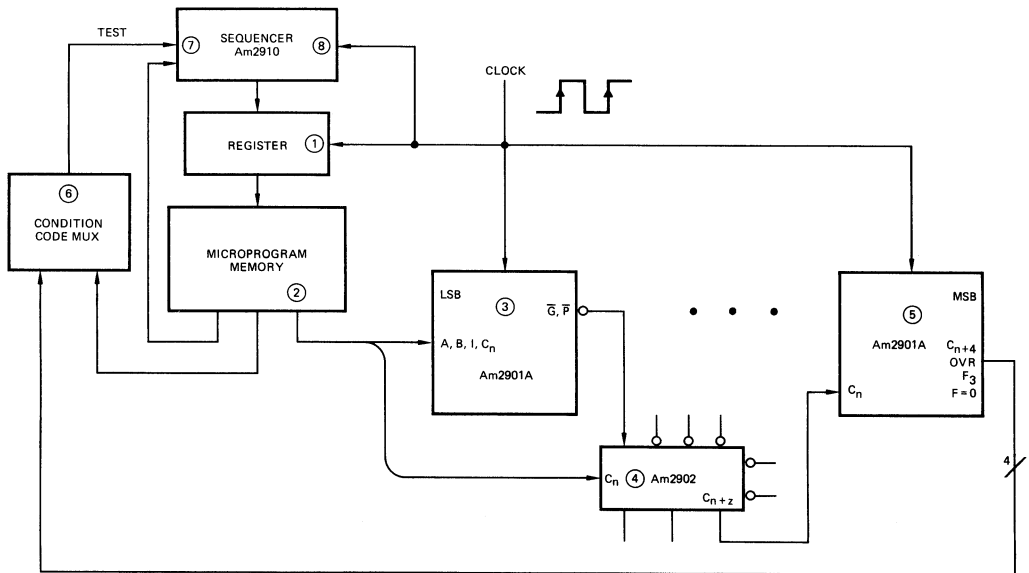 TEST
⑦ SEQUENCER ⑧
Am2910
CLOCK
REGISTER ①
⑥
CONDITION
CODE MUX
MICROPROGRAM
MEMORY
②
LSB
③
G̅, P̅
A, B, I, Cₙ
Am2901A
• • •
MSB
⑤
Am2901A
Cₙ₊₄
OVR
F₃
F = 0
Cₙ
Cₙ ④ Am2902
Cₙ₊z
4